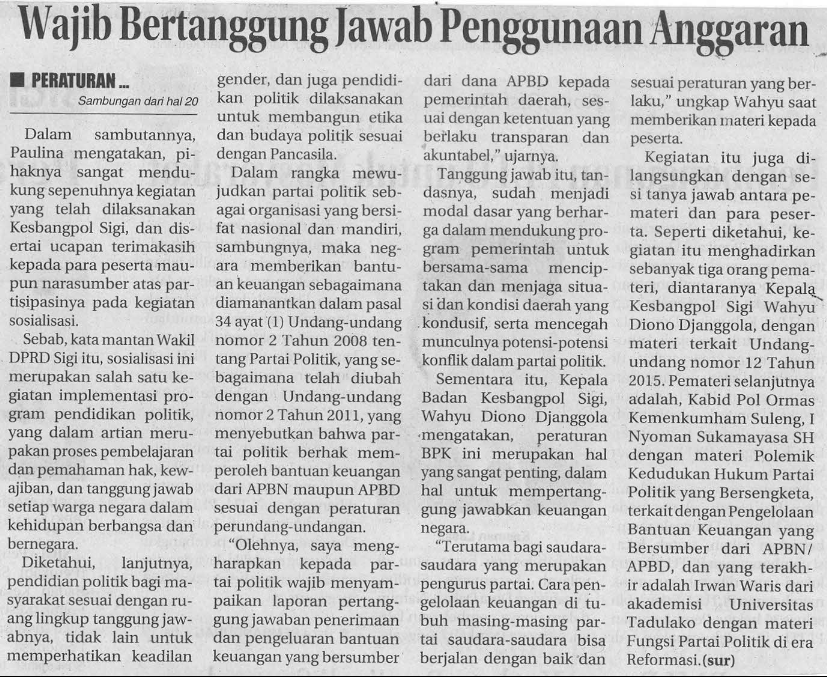 Wajib Bertanggung Jawab Penggunaan Anggaran
■ PERATURAN ...
Sambungan dari hal 20
Dalam sambutannya,
Paulina mengatakan, pi-
haknya sangat mendu-
kung sepenuhnya kegiatan
yang telah dilaksanakan
Kesbangpol Sigi, dan dis-
ertai ucapan terimakasih
kepada para peserta mau-
pun narasumber atas par-
tisipasinya pada kegiatan
sosialisasi.
Sebab, kata mantan Wakil
DPRD Sigi itu, sosialisasi ini
merupakan salah satu ke-
giatan implementasi pro-
gram pendidikan politik,
yang dalam artian meru-
pakan proses pembelajaran
dan pemahaman hak, kew-
ajiban, dan tanggung jawab
setiap warga negara dalam
kehidupan berbangsa dan
bernegara.
Diketahui, lanjutnya,
pendidian politik bagi ma-
syarakat sesuai dengan ru-
ang lingkup tanggung jaw-
abnya, tidak lain untuk
memperhatikan keadilan
gender, dan juga pendidi-
kan politik dilaksanakan
untuk membangun etika
dan budaya politik sesuai
dengan Pancasila.
Dalam rangka mewu-
judkan partai politik seb-
agai organisasi yang bersi-
fat nasional dan mandiri,
sambungnya, maka neg-
ara memberikan bantu-
an keuangan sebagaimana
diamanantkan dalam pasal
34 ayat (1) Undang-undang
nomor 2 Tahun 2008 ten-
tang Partai Politik, yang se-
bagaimana telah diubah
dengan Undang-undang
nomor 2 Tahun 2011, yang
menyebutkan bahwa par-
tai politik berhak mem-
peroleh bantuan keuangan
dari APBN maupun APBD
sesuai dengan peraturan
perundang-undangan.
"Olehnya, saya meng-
harapkan kepada par-
tai politik wajib menyam-
paikan laporan pertang-
gung jawaban penerimaan
dan pengeluaran bantuan
keuangan yang bersumber
dari dana APBD kepada
pemerintah daerah, ses-
uai dengan ketentuan yang
berlaku transparan dan
akuntabel," ujarnya.
Tanggung jawab itu, tan-
dasnya, sudah menjadi
modal dasar yang berhar-
ga dalam mendukung pro-
gram pemerintah untuk
bersama-sama mencip-
takan dan menjaga situa-
si dan kondisi daerah yang
kondusif, serta mencegah
munculnya potensi-potensi
konflik dalam partai politik.
Sementara itu, Kepala
Badan Kesbangpol Sigi,
Wahyu Diono Djanggola
mengatakan, peraturan
BPK ini merupakan hal
yang sangat penting, dalam
hal untuk mempertang-
gung jawabkan keuangan
negara.
"Terutama bagi saudara-
saudara yang merupakan
pengurus partai. Cara pen-
gelolaan keuangan di tu-
buh masing-masing par-
tai saudara-saudara bisa
berjalan dengan baik dan
sesuai peraturan yang ber-
laku," ungkap Wahyu saat
memberikan materi kepada
peserta.
Kegiatan itu juga di-
langsungkan dengan se-
si tanya jawab antara pe-
materi dan para peser-
ta. Seperti diketahui, ke-
giatan itu menghadirkan
sebanyak tiga orang pema-
teri, diantaranya Kepala
Kesbangpol Sigi Wahyu
Diono Djanggola, dengan
materi terkait Undang-
undang nomor 12 Tahun
2015. Pemateri selanjutnya
adalah, Kabid Pol Ormas
Kemenkumham Suleng, I
Nyoman Sukamayasa SH
dengan materi Polemik
Kedudukan Hukum Partai
Politik yang Bersengketa,
terkait dengan Pengelolaan
Bantuan Keuangan yang
Bersumber dari APBN/
APBD, dan yang terakh-
ir adalah Irwan Waris dari
akademisi Universitas
Tadulako dengan materi
Fungsi Partai Politik di era
Reformasi.(sur)